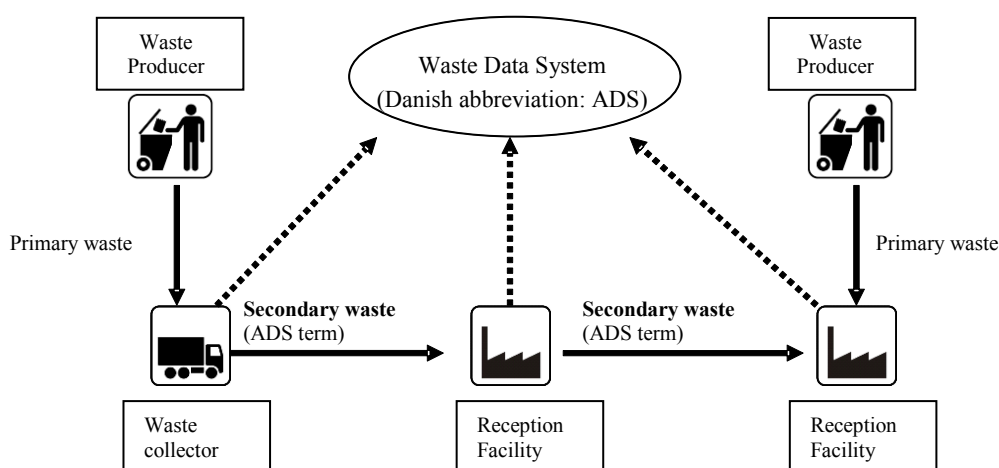 Waste
Producer
Waste Data System
(Danish abbreviation: ADS)
Waste
Producer
Primary waste
Primary waste
Secondary waste
(ADS term)
Secondary waste
(ADS term)
Waste
collector
Reception
Facility
Reception
Facility